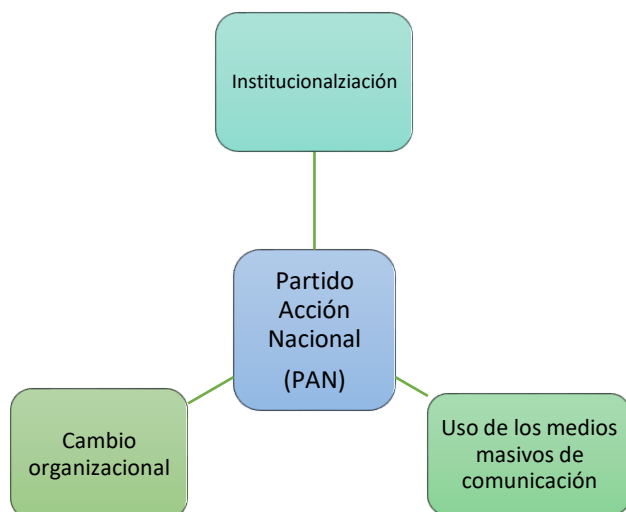 Institucionalziación
Partido
Acción
Nacional
(PAN)
Cambio
organizacional
Uso de los medios
masivos de
comunicación